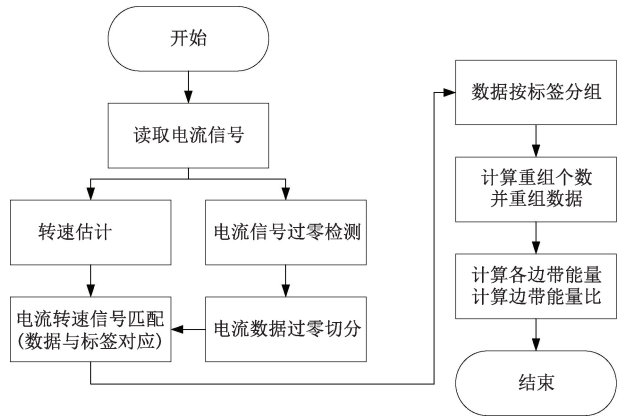 开始
读取电流信号
转速估计
电流信号过零检测
电流转速信号匹配
(数据与标签对应)
电流数据过零切分
数据按标签分组
计算重组个数
并重组数据
计算各边带能量
计算边带能量比
结束